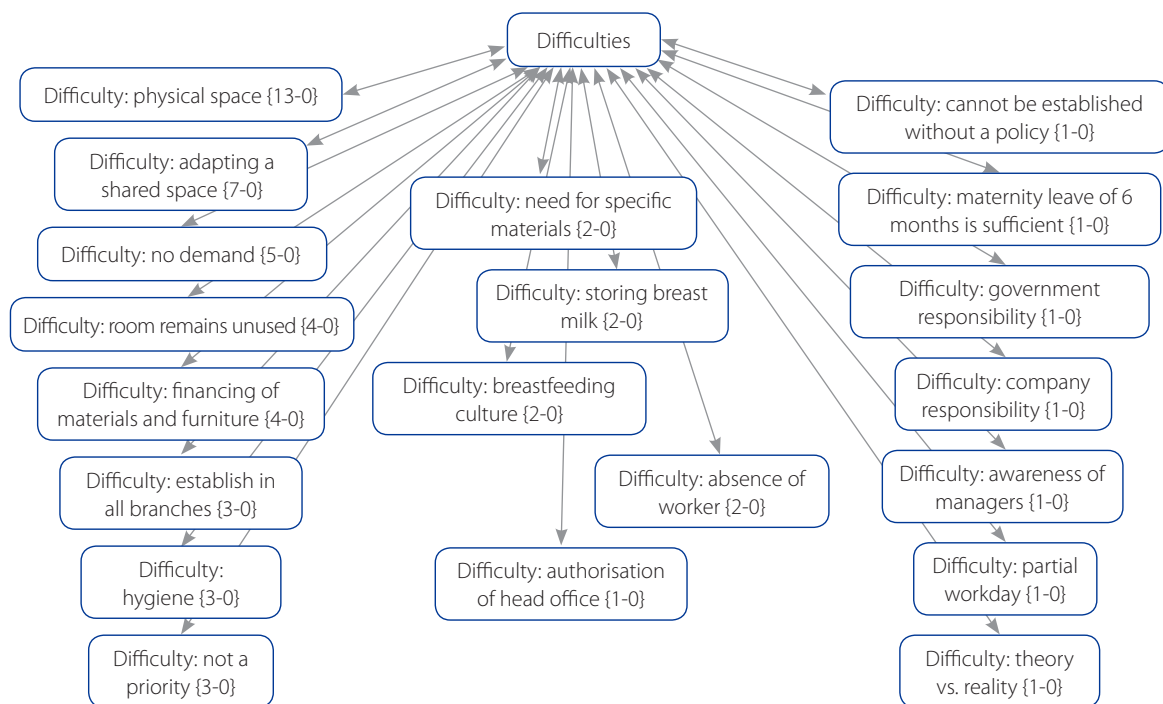 Difficulties
Difficulty: physical space {13-0}
Difficulty: adapting a
shared space {7-0}
Difficulty: no demand {5-0}
Difficulty: room remains unused {4-0}
Difficulty: financing of
materials and furniture {4-0}
Difficulty: establish in
all branches {3-0}
Difficulty:
hygiene {3-0}
Difficulty: not a
priority {3-0}
Difficulty: need for specific
materials {2-0}
Difficulty: storing breast
milk {2-0}
Difficulty: breastfeeding
culture {2-0}
Difficulty: absence of
worker {2-0}
Difficulty: authorisation
of head office {1-0}
Difficulty: cannot be established
without a policy {1-0}
Difficulty: maternity leave of 6
months is sufficient {1-0}
Difficulty: government
responsibility {1-0}
Difficulty: company
responsibility {1-0}
Difficulty: awareness of
managers {1-0}
Difficulty: partial
workday {1-0}
Difficulty: theory
vs. reality {1-0}